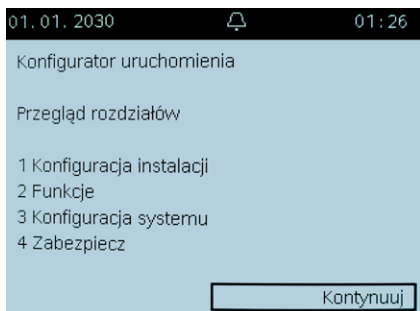 01.01.2030 01:26
Konfigurator uruchomienia
Przegląd rozdziałów
1 Konfiguracja instalacji
2 Funkcje
3 Konfiguracja systemu
4 Zabezpiecz
Kontynuuj